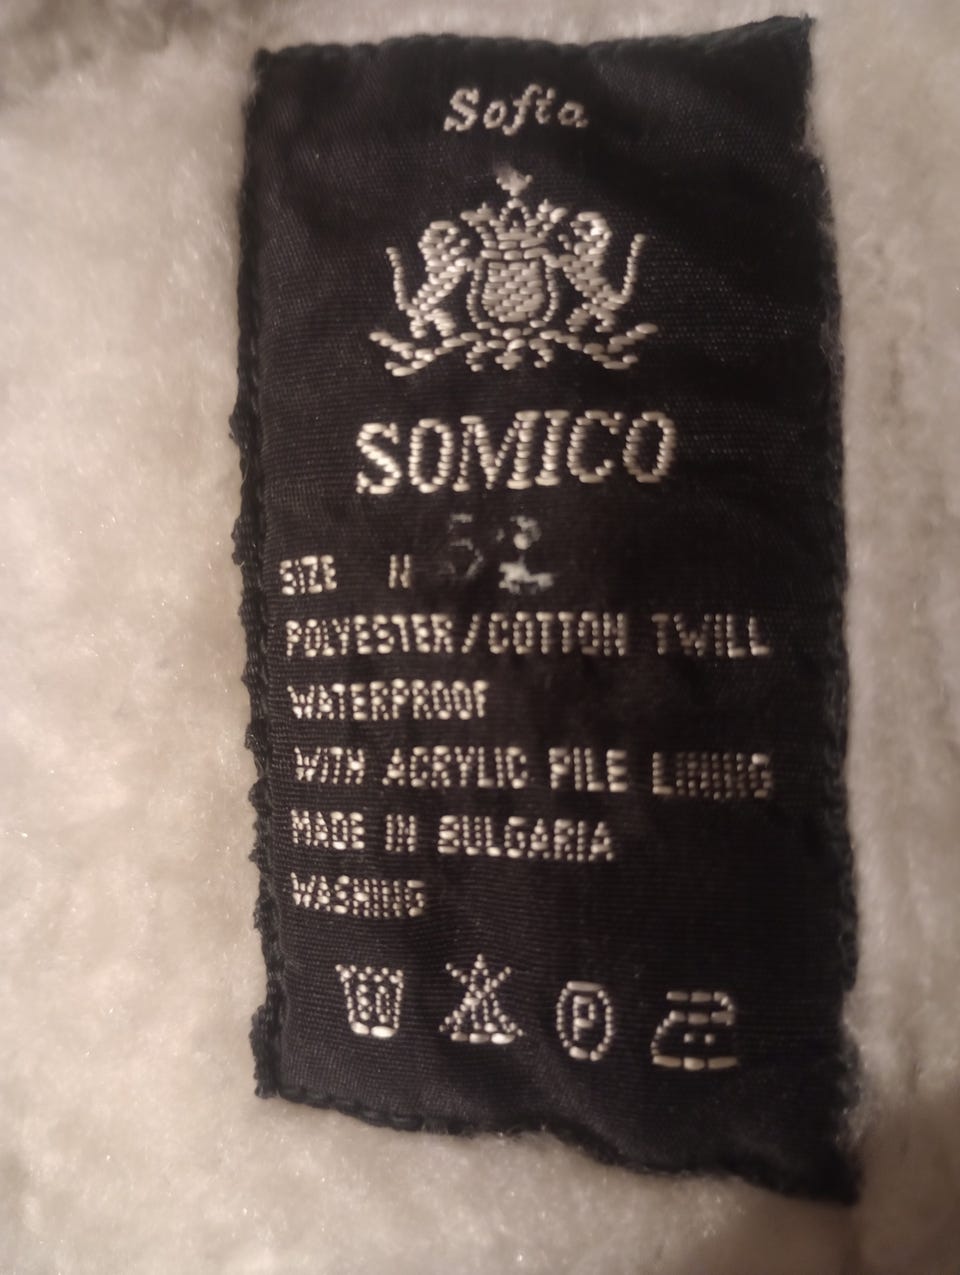 Sofia
SOMICO
SIZE N 52
POLYESTER/COTTON TWILL
WATERPROOF
WITH ACRYLIC PILE LINING
MADE IN BULGARIA
WASHING
P